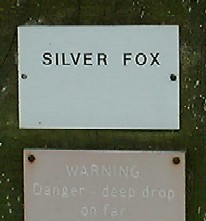 SILVER FOX
WARNING
Danger - deep drop
on far